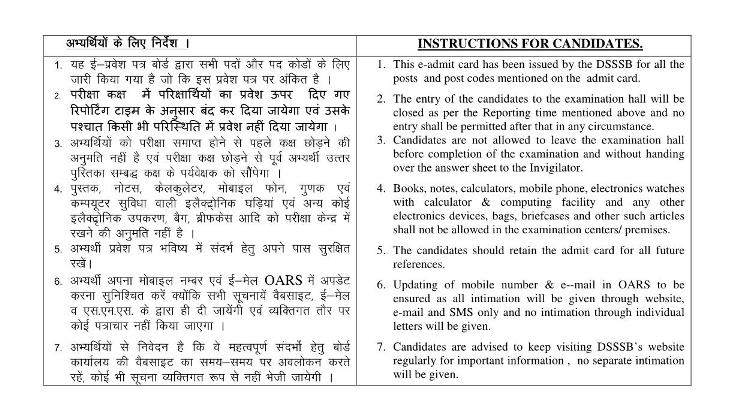 अभ्यर्थियों के लिए निर्देश ।
1. यह ई–प्रवेश पत्र बोर्ड द्वारा सभी पदों और पद कोडों के लिए
जारी किया गया है जो कि इस प्रवेश पत्र पर अंकित है ।
2. परीक्षा कक्ष में परिक्षार्थियों का प्रवेश ऊपर दिए गए
रिपोर्टिंग टाइम के अनुसार बंद कर दिया जायेगा एवं उसके
पश्चात किसी भी परिस्थिति में प्रवेश नहीं दिया जायेगा ।
3. अभ्यर्थियों को परीक्षा समाप्त होने से पहले कक्ष छोड़ने की
अनुमति नहीं है एवं परीक्षा कक्ष छोड़ने से पूर्व अभ्यर्थी उत्तर
पुस्तिका सम्बद्ध कक्ष के पर्यवेक्षक को सौंपेगा ।
4. पुस्तक, नोटस, केलकुलेटर, मोबाइल फोन, गुणक एवं
कम्पयूटर सुविधा वाली इलैक्ट्रोनिक घड़ियां एवं अन्य कोई
इलैक्ट्रोनिक उपकरण, बैग, ब्रीफकेस आदि को परीक्षा केन्द्र में
रखने की अनुमति नहीं है ।
5. अभ्यर्थी प्रवेश पत्र भविष्य में संदर्भ हेतु अपने पास सुरक्षित
रखें।
6. अभ्यर्थी अपना मोबाइल नम्बर एवं ई–मेल OARS में अपडेट
करना सुनिश्चित करें क्योंकि सभी सूचनायें वैबसाइट, ई–मेल
व एस.एम.एस. के द्वारा ही दी जायेंगी एवं व्यक्तिगत तौर पर
कोई पत्राचार नहीं किया जाएगा ।
7. अभ्यर्थियों से निवेदन है कि वे महत्वपूर्ण संदर्भो हेतु बोर्ड
कार्यालय की वैबसाइट का समय–समय पर अवलोकन करते
रहें, कोई भी सूचना व्यक्तिगत रूप से नहीं भेजी जायेगी ।
INSTRUCTIONS FOR CANDIDATES.
1. This e-admit card has been issued by the DSSSB for all the
posts and post codes mentioned on the admit card.
2. The entry of the candidates to the examination hall will be
closed as per the Reporting time mentioned above and no
entry shall be permitted after that in any circumstance.
3. Candidates are not allowed to leave the examination hall
before completion of the examination and without handing
over the answer sheet to the Invigilator.
4. Books, notes, calculators, mobile phone, electronics watches
with calculator & computing facility and any other
electronics devices, bags, briefcases and other such articles
shall not be allowed in the examination centers/ premises.
5. The candidates should retain the admit card for all future
references.
6. Updating of mobile number & e--mail in OARS to be
ensured as all intimation will be given through website,
e-mail and SMS only and no intimation through individual
letters will be given.
7. Candidates are advised to keep visiting DSSSB's website
regularly for important information , no separate intimation
will be given.